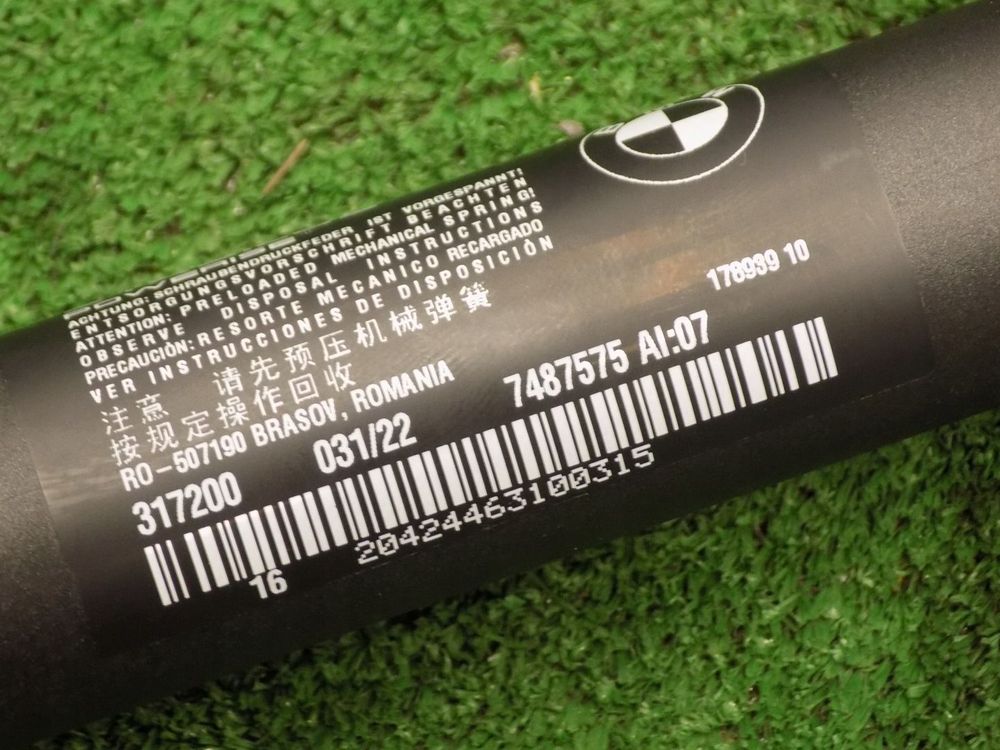 ACHTUNG: SCHRAUBENDRUCKFEDER IST VORGESPANNT!
ENTSORGUNGSVORSCHRIFT BEACHTEN
ATTENTION: PRELOADED MECHANICAL SPRING!
OBSERVE DISPOSAL INSTRUCTIONS
PRECAUCIÓN: RESORTE MECANICO RECARGADO
VER INSTRUCCIONES DE DISPOSICIÓN
注意 请先预压机械弹簧
按规定操作回收
RO-507190 BRASOV, ROMANIA
178939 10
317200 031/22 7487575 AI:07
16 20424463100315